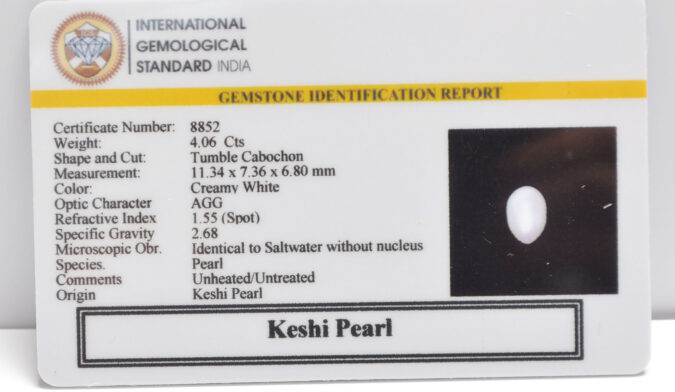 INTERNATIONAL
GEMOLOGICAL
STANDARD INDIA
GEMSTONE IDENTIFICATION REPORT
Certificate Number: 8852
Weight: 4.06 Cts
Shape and Cut: Tumble Cabochon
Measurement: 11.34 x 7.36 x 6.80 mm
Color: Creamy White
Optic Character AGG
Refractive Index 1.55 (Spot)
Specific Gravity 2.68
Microscopic Obr. Identical to Saltwater without nucleus
Species. Pearl
Comments Unheated/Untreated
Origin Keshi Pearl
Keshi Pearl